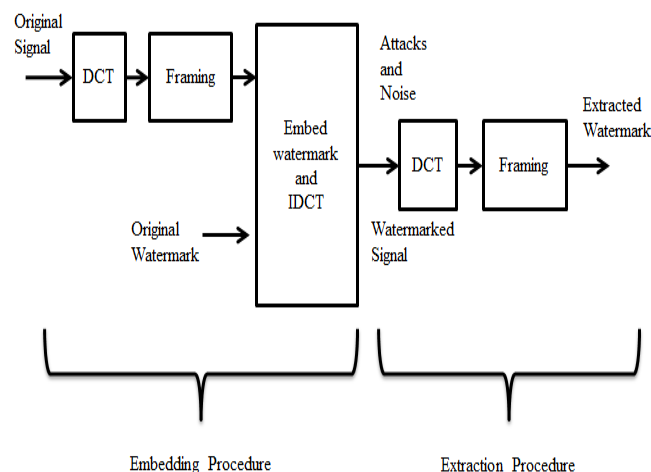 Original
Signal
DCT
Framing
Embed
watermark
and
IDCT
Original
Watermark
Attacks
and
Noise
Watermarked
Signal
DCT
Framing
Extracted
Watermark
Embedding Procedure
Extraction Procedure